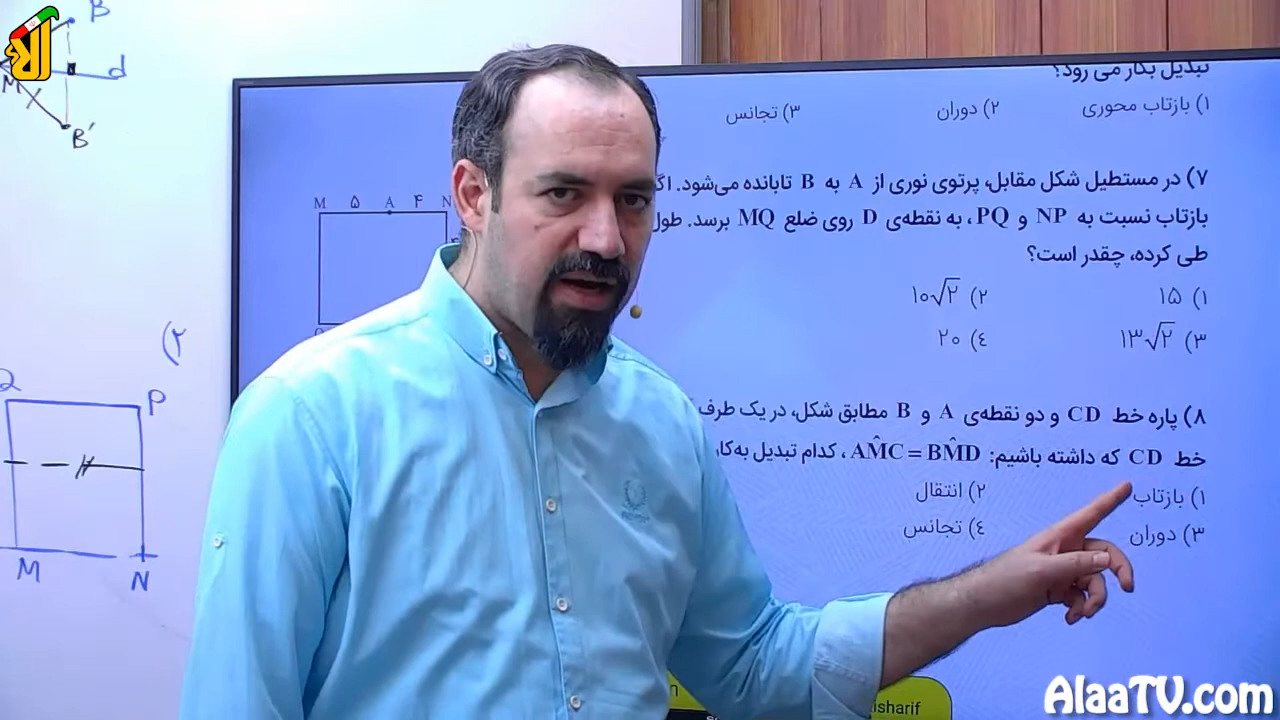 B
d
M
B′
(۲
P
M
N
تبدیل بکار می رود؟
۱) بازتاب محوری
۲) دوران
۳) تجانس
۷) در مستطیل شکل مقابل، پرتوی نوری از A به B تابانده می‌شود. اگ
بازتاب نسبت به NP و PQ، به نقطه‌ی D روی ضلع MQ برسد. طول
طی کرده، چقدر است؟
۱) ۱۵
۲) ۱۰√۲
۳) ۱۳√۲
٤) ۲۰
M ۵ A ۴ N
۸) پاره خط CD و دو نقطه‌ی A و B مطابق شکل، در یک طرف
خط CD که داشته باشیم: AM̂C = BM̂D، کدام تبدیل به‌کار
۱) بازتاب
۲) انتقال
۳) دوران
٤) تجانس
isharif
AlaaTV.com